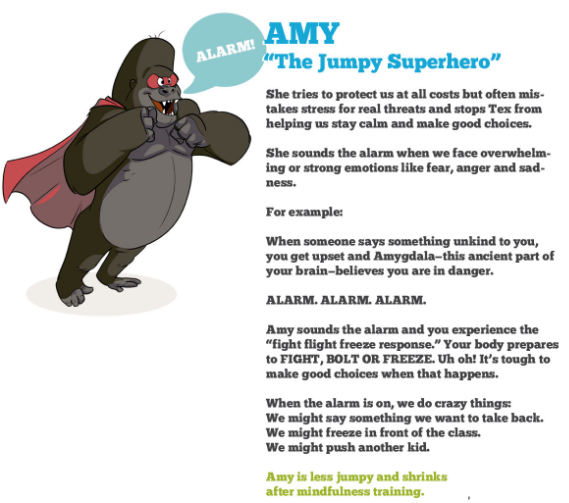 ALARM!
AMY
“The Jumpy Superhero”
She tries to protect us at all costs but often mis-
takes stress for real threats and stops Tex from
helping us stay calm and make good choices.
She sounds the alarm when we face overwhelm-
ing or strong emotions like fear, anger and sad-
ness.
For example:
When someone says something unkind to you,
you get upset and Amygdala—this ancient part of
your brain—believes you are in danger.
ALARM. ALARM. ALARM.
Amy sounds the alarm and you experience the
“fight flight freeze response.” Your body prepares
to FIGHT, BOLT OR FREEZE. Uh oh! It’s tough to
make good choices when that happens.
When the alarm is on, we do crazy things:
We might say something we want to take back.
We might freeze in front of the class.
We might push another kid.
Amy is less jumpy and shrinks
after mindfulness training.